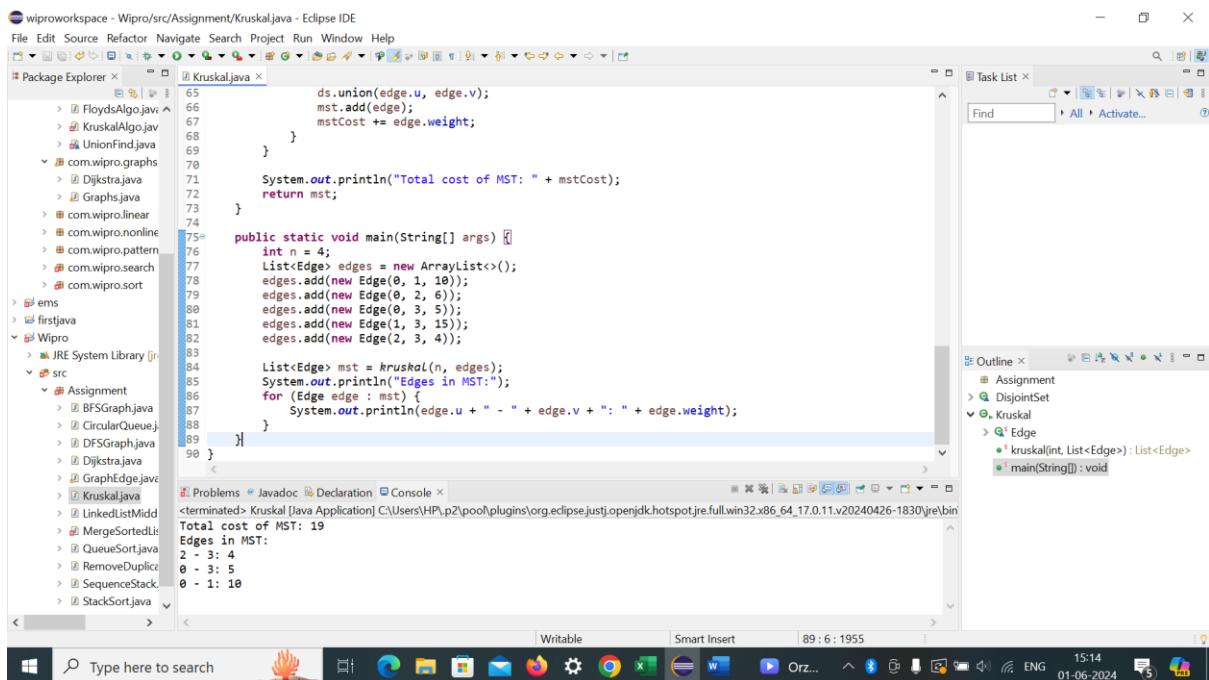 wiproworkspace - Wipro/src/Assignment/Kruskal.java - Eclipse IDE
File Edit Source Refactor Navigate Search Project Run Window Help
Package Explorer
FloydsAlgo.java
KruskalAlgo.jav
UnionFind.java
com.wipro.graphs
Dijkstra.java
Graphs.java
com.wipro.linear
com.wipro.nonline
com.wipro.pattern
com.wipro.search
com.wipro.sort
ems
firstjava
Wipro
JRE System Library [jr
src
Assignment
BFSGraph.java
CircularQueue.j
DFSGraph.java
Dijkstra.java
GraphEdge.java
Kruskal.java
LinkedListMidd
MergeSortedLis
QueueSort.java
RemoveDuplica
SequenceStack.
StackSort.java
Kruskal.java
65 ds.union(edge.u, edge.v);
66 mst.add(edge);
67 mstCost += edge.weight;
68 }
69 }
70
71 System.out.println("Total cost of MST: " + mstCost);
72 return mst;
73 }
74
75 public static void main(String[] args) {
76 int n = 4;
77 List<Edge> edges = new ArrayList<>();
78 edges.add(new Edge(0, 1, 10));
79 edges.add(new Edge(0, 2, 6));
80 edges.add(new Edge(0, 3, 5));
81 edges.add(new Edge(1, 3, 15));
82 edges.add(new Edge(2, 3, 4));
83
84 List<Edge> mst = kruskal(n, edges);
85 System.out.println("Edges in MST:");
86 for (Edge edge : mst) {
87 System.out.println(edge.u + " - " + edge.v + ": " + edge.weight);
88 }
89 }
90 }
Problems Javadoc Declaration Console
<terminated> Kruskal [Java Application] C:\Users\HP\.p2\pool\plugins\org.eclipse.justj.openjdk.hotspot.jre.full.win32.x86_64_17.0.11.v20240426-1830\jre\bin
Total cost of MST: 19
Edges in MST:
2 - 3: 4
0 - 3: 5
0 - 1: 10
Task List
Find All Activate...
Outline
Assignment
DisjointSet
Kruskal
Edge
kruskal(int, List<Edge>) : List<Edge>
main(String[]) : void
Writable Smart Insert 89 : 6 : 1955
Type here to search
Orz... ENG
15:14
01-06-2024
5